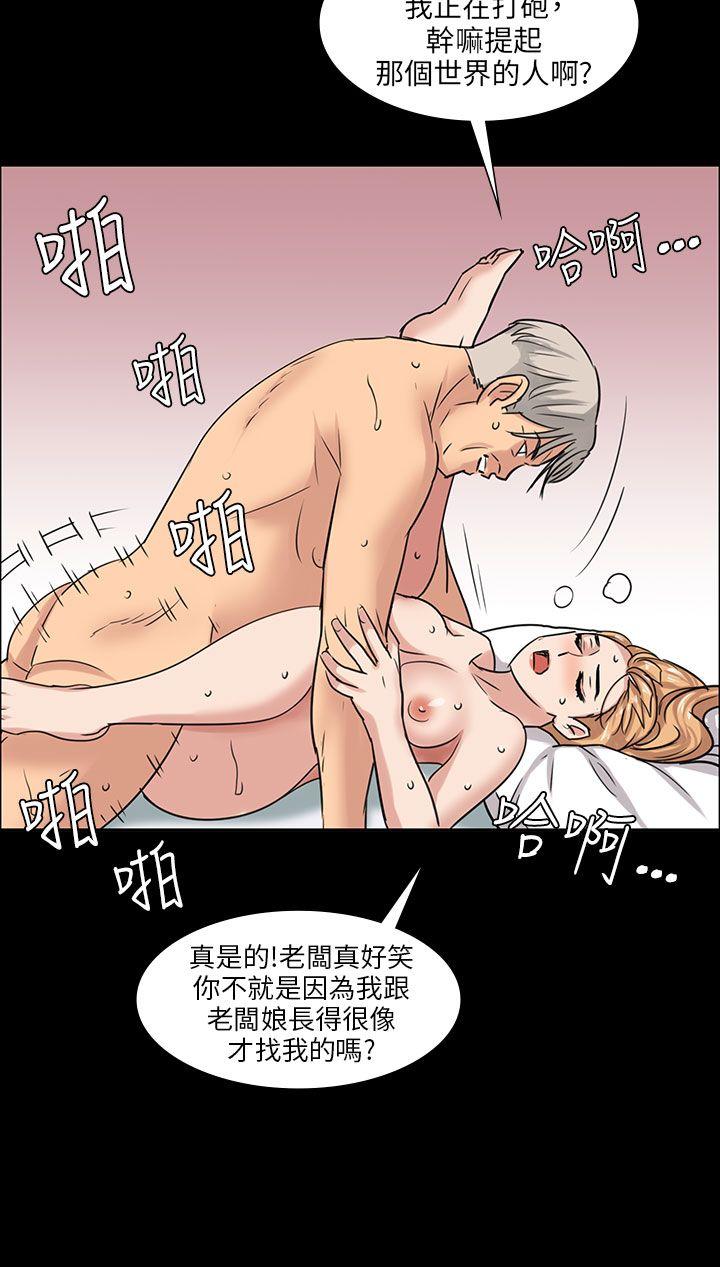 我正在打砲，
幹嘛提起
那個世界的人啊?
啪
哈啊…
啪
啪
啪
哈啊…
啪
真是的!老闆真好笑
你不就是因為我跟
老闆娘長得很像
才找我的嗎?